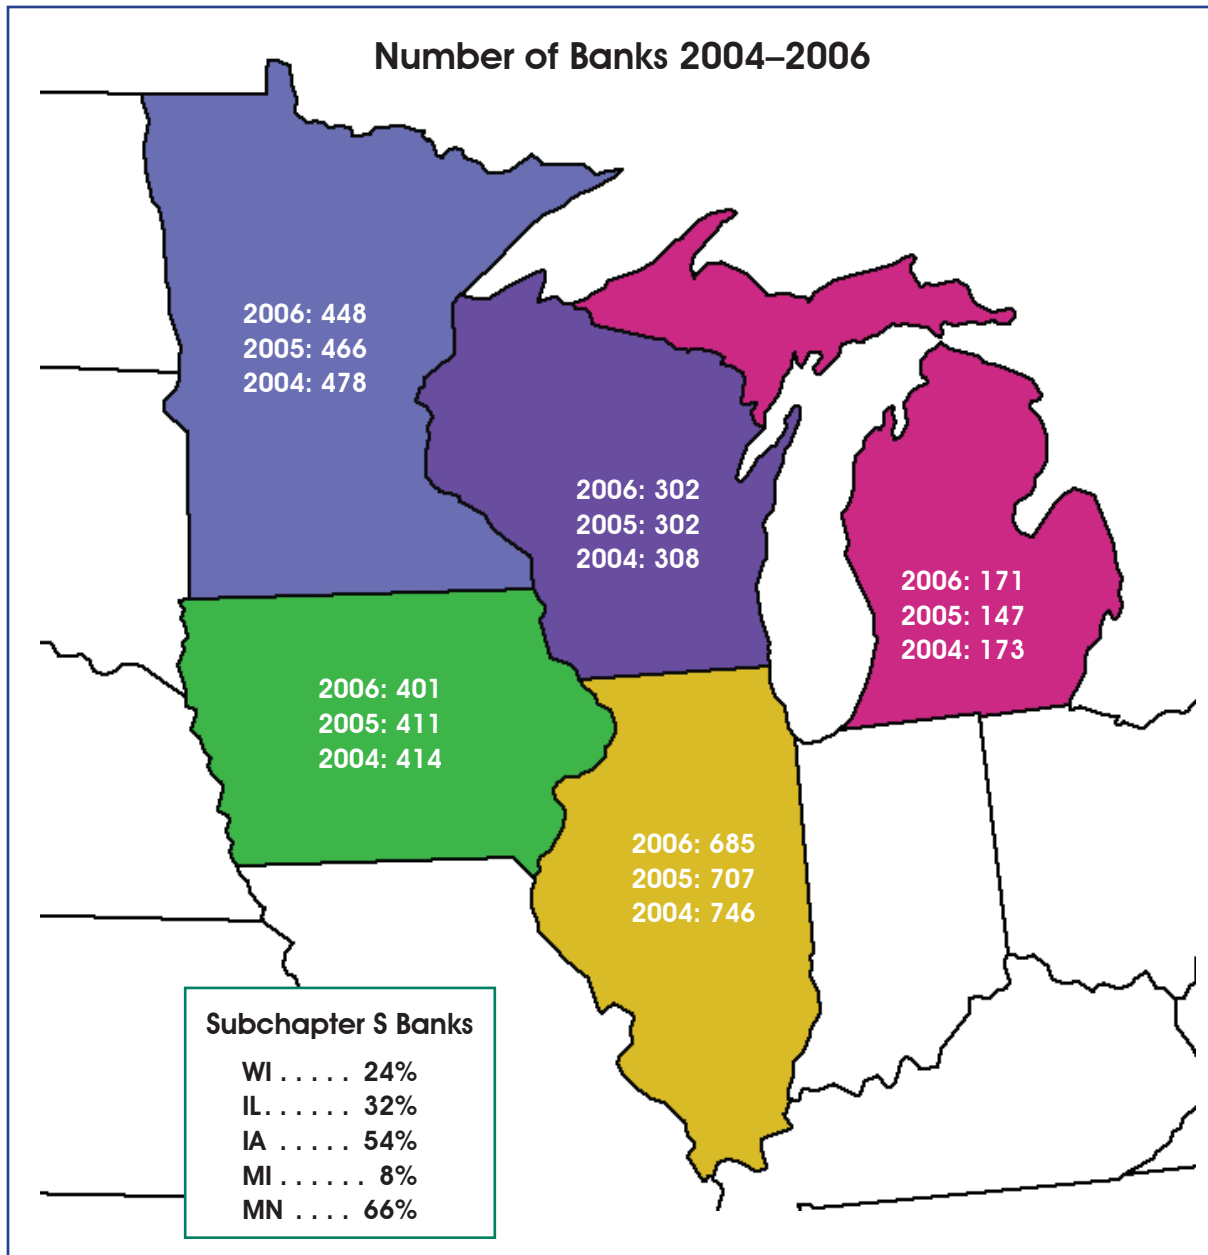 Number of Banks 2004–2006
2006: 448
2005: 466
2004: 478
2006: 302
2005: 302
2004: 308
2006: 171
2005: 147
2004: 173
2006: 401
2005: 411
2004: 414
2006: 685
2005: 707
2004: 746
Subchapter S Banks
WI . . . . . 24%
IL. . . . . . 32%
IA . . . . . 54%
MI . . . . . . 8%
MN . . . . 66%